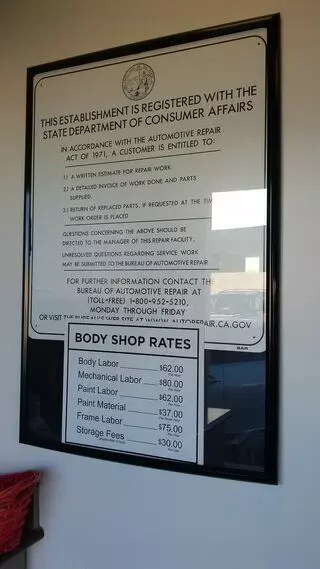 THIS ESTABLISHMENT IS REGISTERED WITH THE
STATE DEPARTMENT OF CONSUMER AFFAIRS
IN ACCORDANCE WITH THE AUTOMOTIVE REPAIR
ACT OF 1971, A CUSTOMER IS ENTITLED TO:
1.) A WRITTEN ESTIMATE FOR REPAIR WORK.
2.) A DETAILED INVOICE OF WORK DONE AND PARTS
SUPPLIED.
3.) RETURN OF REPLACED PARTS, IF REQUESTED AT THE
WORK ORDER IS PLACED
QUESTIONS CONCERNING THE ABOVE SHOULD BE
DIRECTED TO THE MANAGER OF THIS REPAIR FACILITY.
UNRESOLVED QUESTIONS REGARDING SERVICE WORK
MAY BE SUBMITTED TO THE BUREAU OF AUTOMOTIVE REPAIR
FOR FURTHER INFORMATION CONTACT THE
BUREAU OF AUTOMOTIVE REPAIR AT
(TOLL-FREE) 1-800-952-5210,
MONDAY THROUGH FRIDAY
OR VISIT THE BUREAU'S WEB SITE AT WWW.AUTOREPAIR.CA.GOV
BAR
BODY SHOP RATES
Body Labor $62.00
Mechanical Labor $80.00
Paint Labor $62.00
Paint Material $37.00
Frame Labor $75.00
Storage Fees $30.00